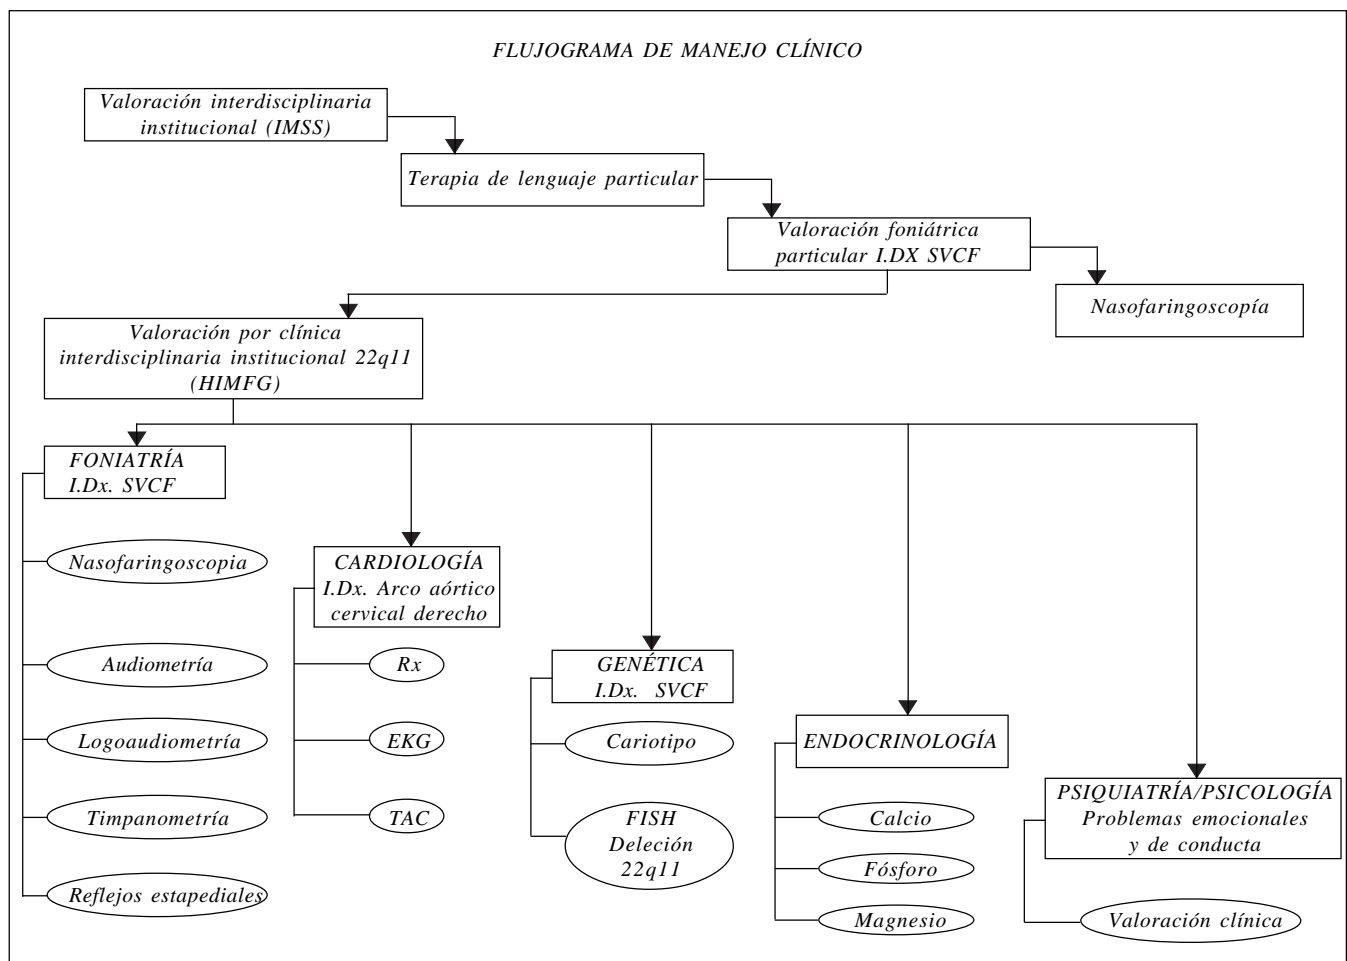 FLUJOGRAMA DE MANEJO CLÍNICO
Valoración interdisciplinaria
institucional (IMSS)
Terapia de lenguaje particular
Valoración foniátrica
particular I.DX SVCF
Nasofaringoscopía
Valoración por clínica
interdisciplinaria institucional 22q11
(HIMFG)
FONIATRÍA
I.Dx. SVCF
Nasofaringoscopia
Audiometría
Logoaudiometría
Timpanometría
Reflejos estapediales
CARDIOLOGÍA
I.Dx. Arco aórtico
cervical derecho
Rx
EKG
TAC
GENÉTICA
I.Dx. SVCF
Cariotipo
FISH
Deleción
22q11
ENDOCRINOLOGÍA
Calcio
Fósforo
Magnesio
PSIQUIATRÍA/PSICOLOGÍA
Problemas emocionales
y de conducta
Valoración clínica